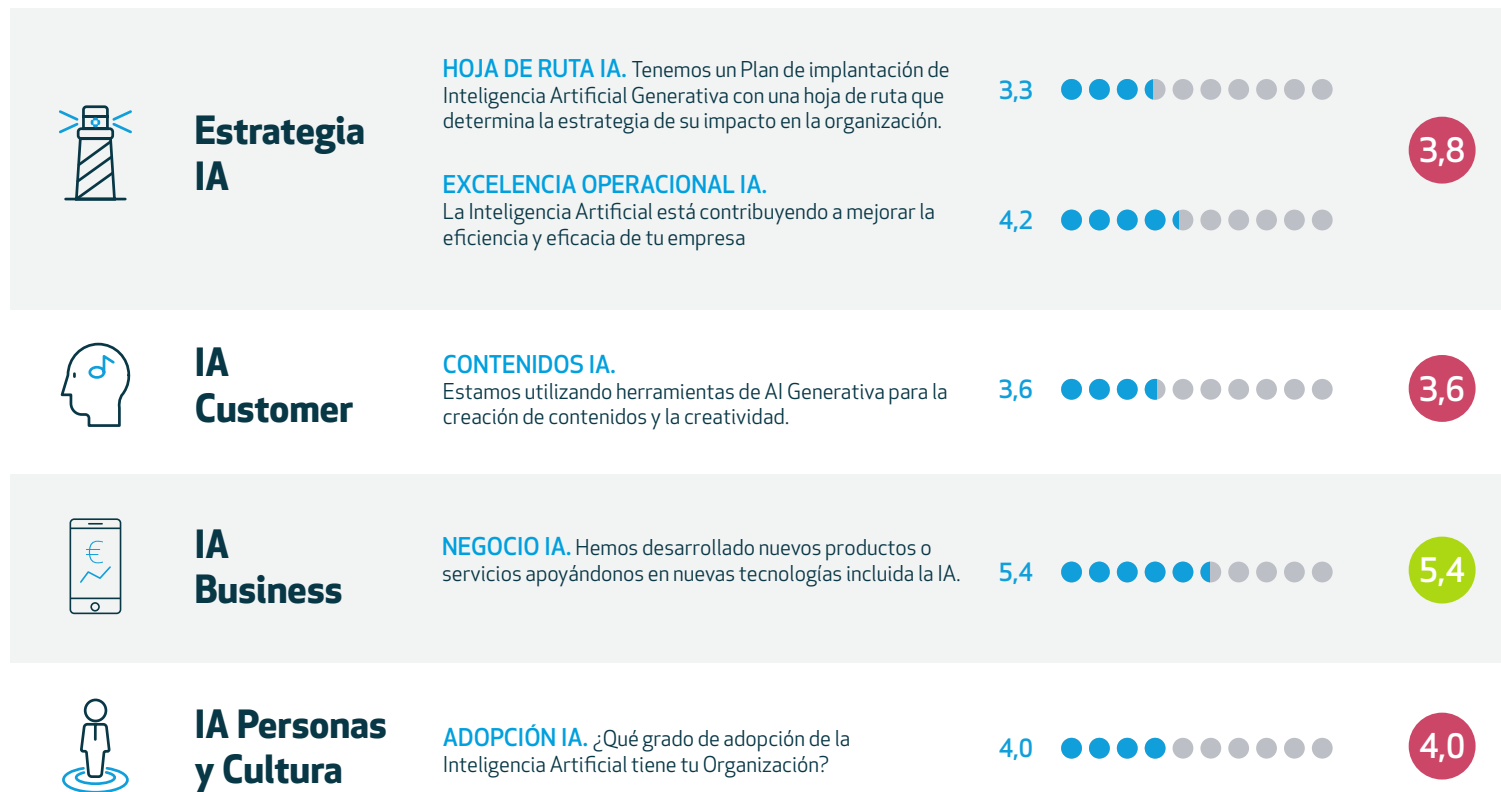 Estrategia
IA
HOJA DE RUTA IA. Tenemos un Plan de implantación de
Inteligencia Artificial Generativa con una hoja de ruta que
determina la estrategia de su impacto en la organización.
3,3
EXCELENCIA OPERACIONAL IA.
La Inteligencia Artificial está contribuyendo a mejorar la
eficiencia y eficacia de tu empresa
4,2
3,8
IA
Customer
CONTENIDOS IA.
Estamos utilizando herramientas de AI Generativa para la
creación de contenidos y la creatividad.
3,6
3,6
€
IA
Business
NEGOCIO IA. Hemos desarrollado nuevos productos o
servicios apoyándonos en nuevas tecnologías incluida la IA.
5,4
5,4
IA Personas
y Cultura
ADOPCIÓN IA. ¿Qué grado de adopción de la
Inteligencia Artificial tiene tu Organización?
4,0
4,0